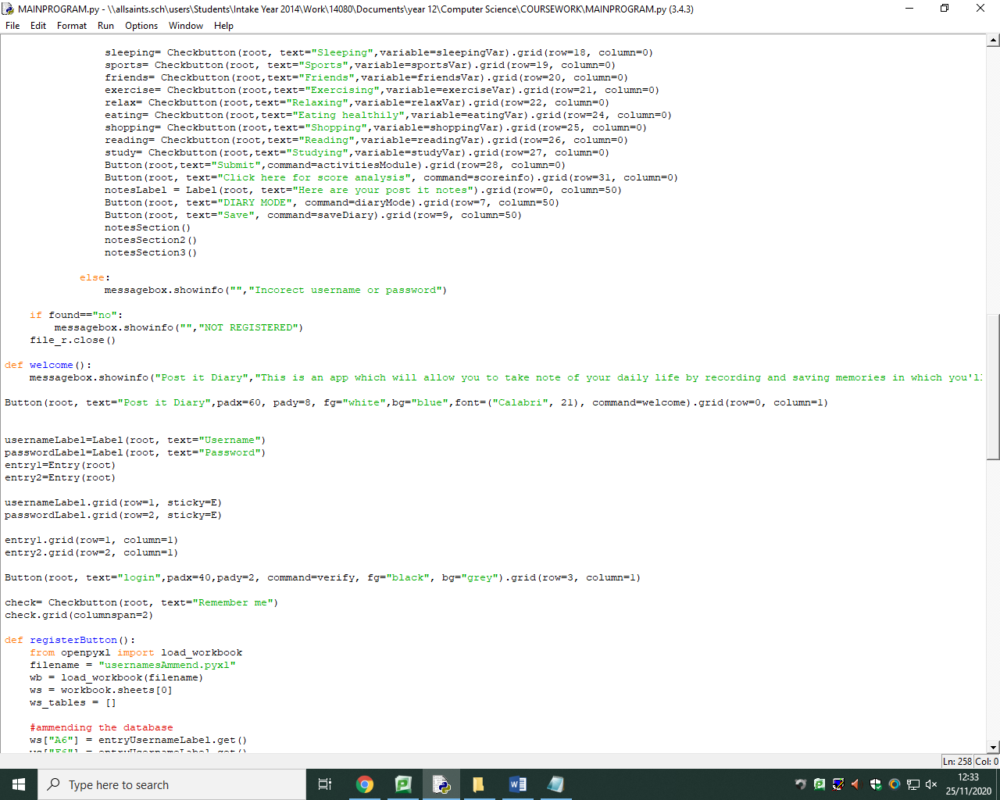 MAINPROGRAM.py - \\allsaints.sch\users\Students\Intake Year 2014\Work\14080\Documents\year 12\Computer Science\COURSEWORK\MAINPROGRAM.py (3.4.3)
File Edit Format Run Options Window Help
sleeping= Checkbutton(root, text="Sleeping",variable=sleepingVar).grid(row=18, column=0)
sports= Checkbutton(root, text="Sports",variable=sportsVar).grid(row=19, column=0)
friends= Checkbutton(root,text="Friends",variable=friendsVar).grid(row=20, column=0)
exercise= Checkbutton(root,text="Exercising",variable=exerciseVar).grid(row=21, column=0)
relax= Checkbutton(root,text="Relaxing",variable=relaxVar).grid(row=22, column=0)
eating= Checkbutton(root,text="Eating healthily",variable=eatingVar).grid(row=24, column=0)
shopping= Checkbutton(root,text="Shopping",variable=shoppingVar).grid(row=25, column=0)
reading= Checkbutton(root,text="Reading",variable=readingVar).grid(row=26, column=0)
study= Checkbutton(root,text="Studying",variable=studyVar).grid(row=27, column=0)
Button(root,text="Submit",command=activitiesModule).grid(row=28, column=0)
Button(root, text="Click here for score analysis", command=scoreinfo).grid(row=31, column=0)
notesLabel = Label(root, text="Here are your post it notes").grid(row=0, column=50)
Button(root, text="DIARY MODE", command=diaryMode).grid(row=7, column=50)
Button(root, text="Save", command=saveDiary).grid(row=9, column=50)
notesSection()
notesSection2()
notesSection3()
else:
messagebox.showinfo("","Incorect username or password")
if found=="no":
messagebox.showinfo("","NOT REGISTERED")
file_r.close()
def welcome():
messagebox.showinfo("Post it Diary","This is an app which will allow you to take note of your daily life by recording and saving memories in which you'll
Button(root, text="Post it Diary",padx=60, pady=8, fg="white",bg="blue",font=("Calabri", 21), command=welcome).grid(row=0, column=1)
usernameLabel=Label(root, text="Username")
passwordLabel=Label(root, text="Password")
entry1=Entry(root)
entry2=Entry(root)
usernameLabel.grid(row=1, sticky=E)
passwordLabel.grid(row=2, sticky=E)
entry1.grid(row=1, column=1)
entry2.grid(row=2, column=1)
Button(root, text="login",padx=40,pady=2, command=verify, fg="black", bg="grey").grid(row=3, column=1)
check= Checkbutton(root, text="Remember me")
check.grid(columnspan=2)
def registerButton():
from openpyxl import load_workbook
filename = "usernamesAmmend.pyxl"
wb = load_workbook(filename)
ws = workbook.sheets[0]
ws_tables = []
#ammending the database
ws["A6"] = entryUsernameLabel.get()
Ln: 258 Col: 0
Type here to search
12:33
25/11/2020